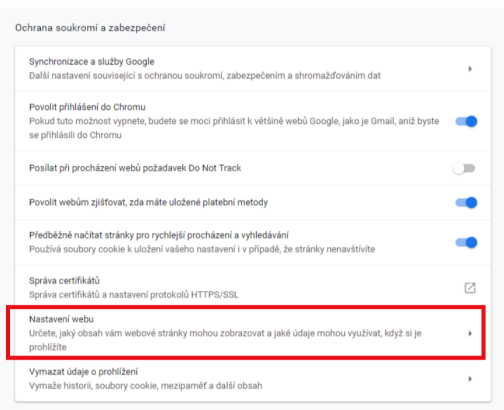 Ochrana soukromí a zabezpečení
Synchronizace a služby Google
Další nastavení související s ochranou soukromí, zabezpečením a shromažďováním dat
Povolit přihlášení do Chromu
Pokud tuto možnost vypnete, budete se moci přihlásit k většině webů Google, jako je Gmail, aniž byste
se přihlásili do Chromu
Posílat při procházení webů požadavek Do Not Track
Povolit webům zjišťovat, zda máte uložené platební metody
Předběžně načítat stránky pro rychlejší procházení a vyhledávání
Používá soubory cookie k uložení vašeho nastavení i v případě, že stránky nenavštívíte
Správa certifikátů
Správa certifikátů a nastavení protokolů HTTPS/SSL
Nastavení webu
Určete, jaký obsah vám webové stránky mohou zobrazovat a jaké údaje mohou využívat, když si je
prohlížíte
Vymazat údaje o prohlížení
Vymaže historii, soubory cookie, mezipaměť a další obsah